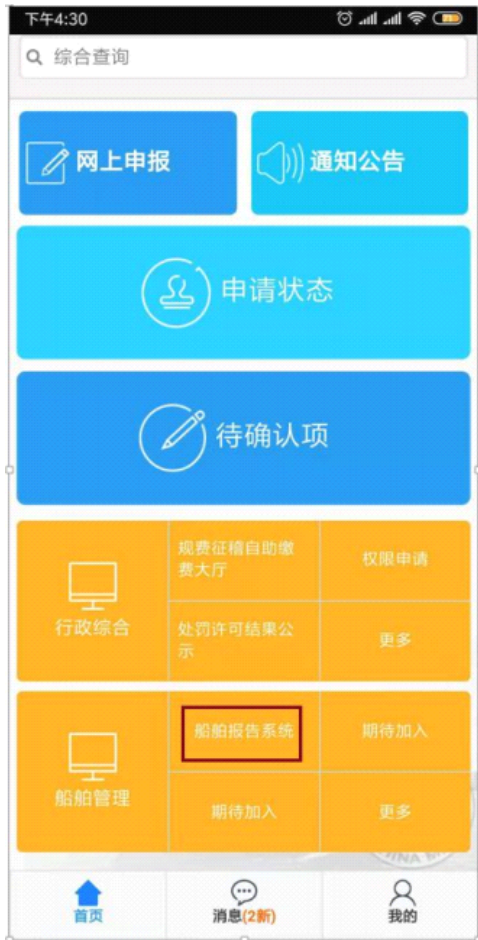 下午4:30
综合查询
网上申报
通知公告
申请状态
待确认项
行政综合
规费征稽自助缴
费大厅
权限申请
处罚许可结果公
示
更多
船舶管理
船舶报告系统
期待加入
期待加入
更多
首页
消息(2新)
我的